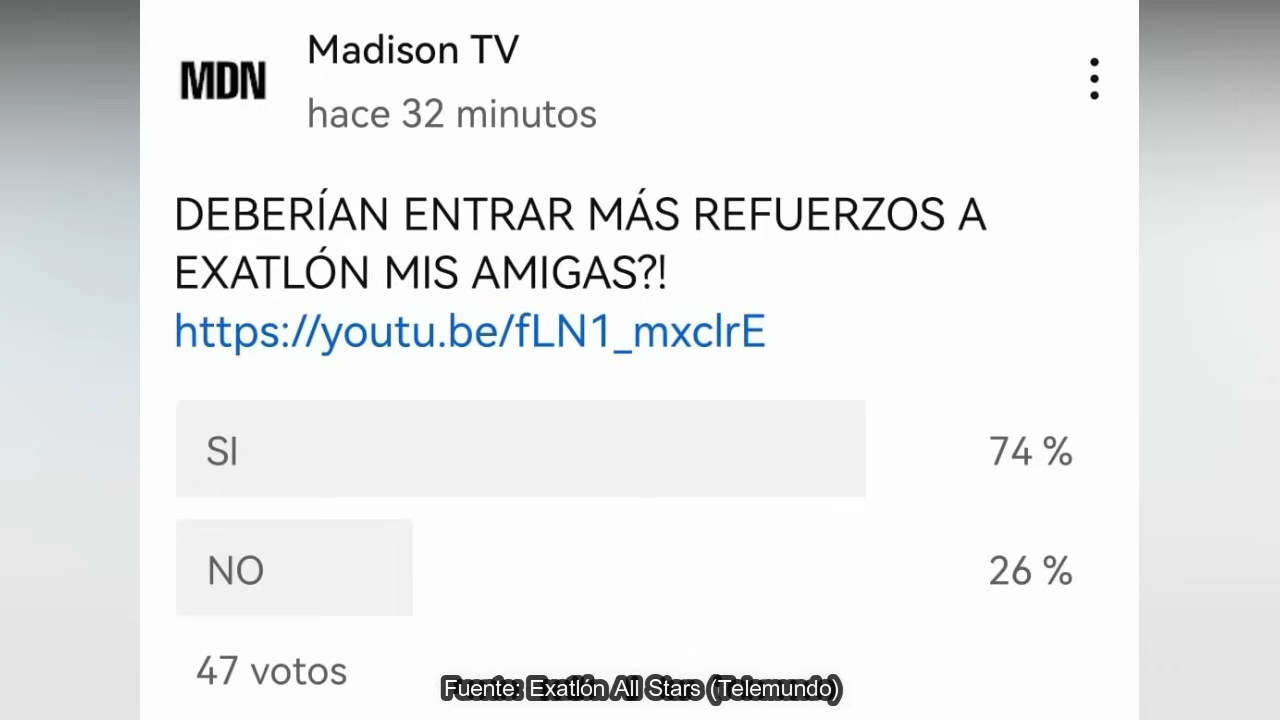 MDN
Madison TV
hace 32 minutos
DEBERÍAN ENTRAR MÁS REFUERZOS A
EXATLÓN MIS AMIGAS?!
https://youtu.be/fLN1_mxclrE
SI
74 %
NO
26 %
47 votos
Fuente: Exatlón All Stars (Telemundo)